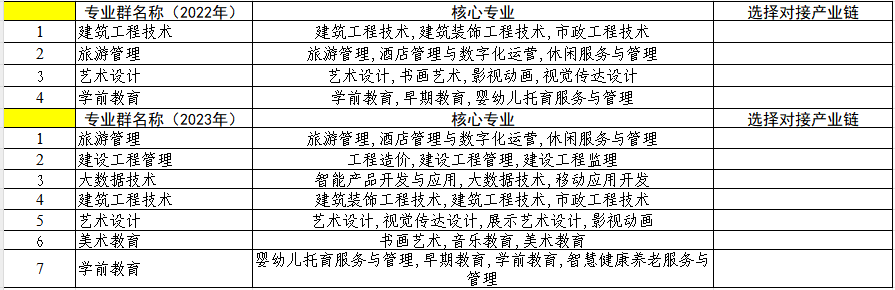 专业群名称（2022年） 核心专业 选择对接产业链
1 建筑工程技术 建筑工程技术,建筑装饰工程技术,市政工程技术
2 旅游管理 旅游管理,酒店管理与数字化运营,休闲服务与管理
3 艺术设计 艺术设计,书画艺术,影视动画,视觉传达设计
4 学前教育 学前教育,早期教育,婴幼儿托育服务与管理
专业群名称（2023年） 核心专业 选择对接产业链
1 旅游管理 旅游管理,酒店管理与数字化运营,休闲服务与管理
2 建设工程管理 工程造价,建设工程管理,建设工程监理
3 大数据技术 智能产品开发与应用,大数据技术,移动应用开发
4 建筑工程技术 建筑装饰工程技术,建筑工程技术,市政工程技术
5 艺术设计 艺术设计,视觉传达设计,展示艺术设计,影视动画
6 美术教育 书画艺术,音乐教育,美术教育
7 学前教育 婴幼儿托育服务与管理,早期教育,学前教育,智慧健康养老服务与
管理